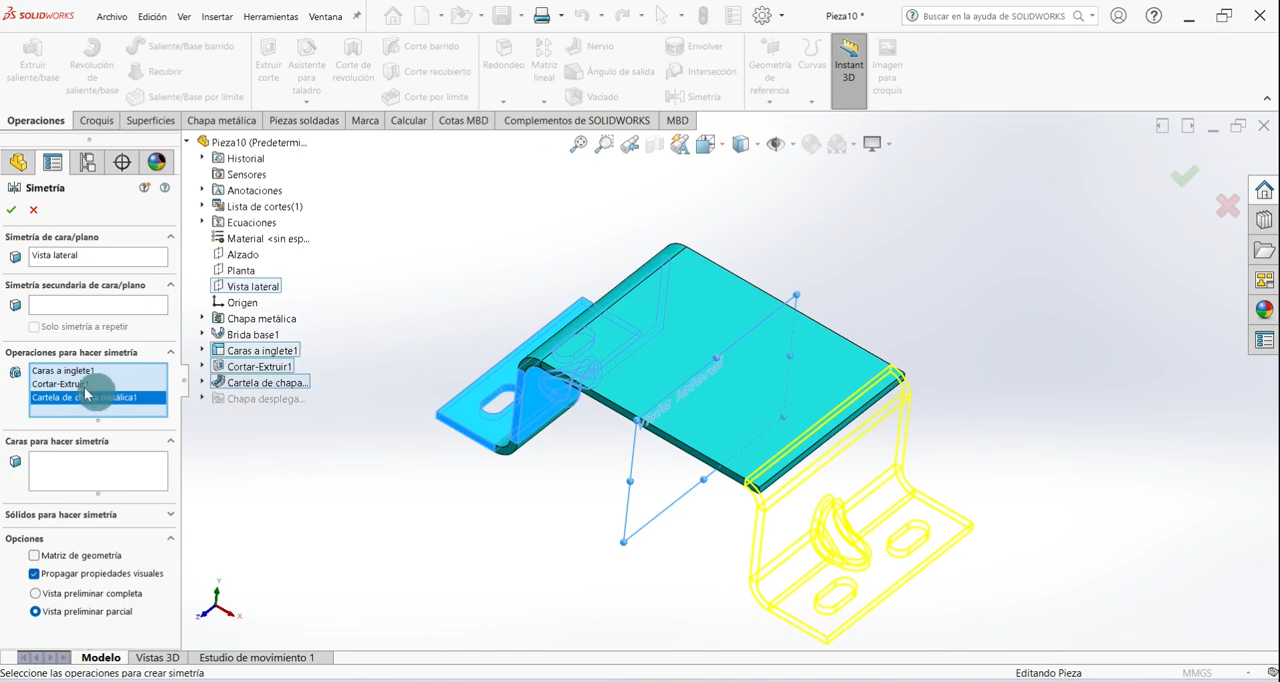 SOLIDWORKS
Archivo Edición Ver Insertar Herramientas Ventana
Pieza10 *
Buscar en la ayuda de SOLIDWORKS
Extruir saliente/base
Revolución de saliente/base
Saliente/Base barrido
Recubrir
Saliente/Base por límite
Extruir corte
Asistente para taladro
Corte de revolución
Corte barrido
Corte recubierto
Corte por límite
Redondeo
Matriz lineal
Nervio
Ángulo de salida
Vaciado
Envolver
Intersección
Simetría
Geometría de referencia
Curvas
Instant 3D
Imagen para croquis
Operaciones Croquis Superficies Chapa metálica Piezas soldadas Marca Calcular Cotas MBD Complementos de SOLIDWORKS MBD
Simetría
Simetría de cara/plano
Vista lateral
Simetría secundaria de cara/plano
Solo simetría a repetir
Operaciones para hacer simetría
Caras a inglete1
Cortar-Extruir1
Cartela de chapa metálica1
Caras para hacer simetría
Sólidos para hacer simetría
Opciones
Matriz de geometría
Propagar propiedades visuales
Vista preliminar completa
Vista preliminar parcial
Pieza10 (Predetermi...
Historial
Sensores
Anotaciones
Lista de cortes(1)
Ecuaciones
Material <sin esp...
Alzado
Planta
Vista lateral
Origen
Chapa metálica
Brida base1
Caras a inglete1
Cortar-Extruir1
Cartela de chapa...
Chapa desplega...
Vista lateral
Y
X
Z
Modelo Vistas 3D Estudio de movimiento 1
Seleccione las operaciones para crear simetría
Editando Pieza
MMGS